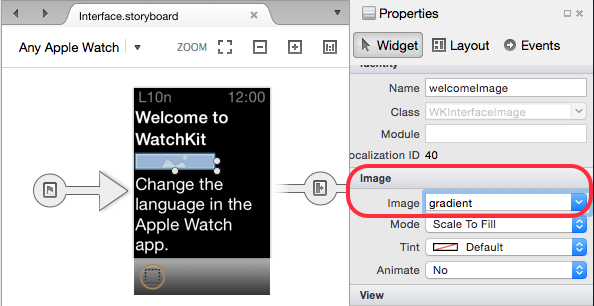 Interface.storyboard
Any Apple Watch
ZOOM
L10n 12:00
Welcome to
WatchKit
Change the
language in the
Apple Watch
app.
Properties
Widget Layout Events
Identity
Name welcomeImage
Class WKInterfaceImage
Module
ocalization ID 40
Image
Image gradient
Mode Scale To Fill
Tint Default
Animate No
View